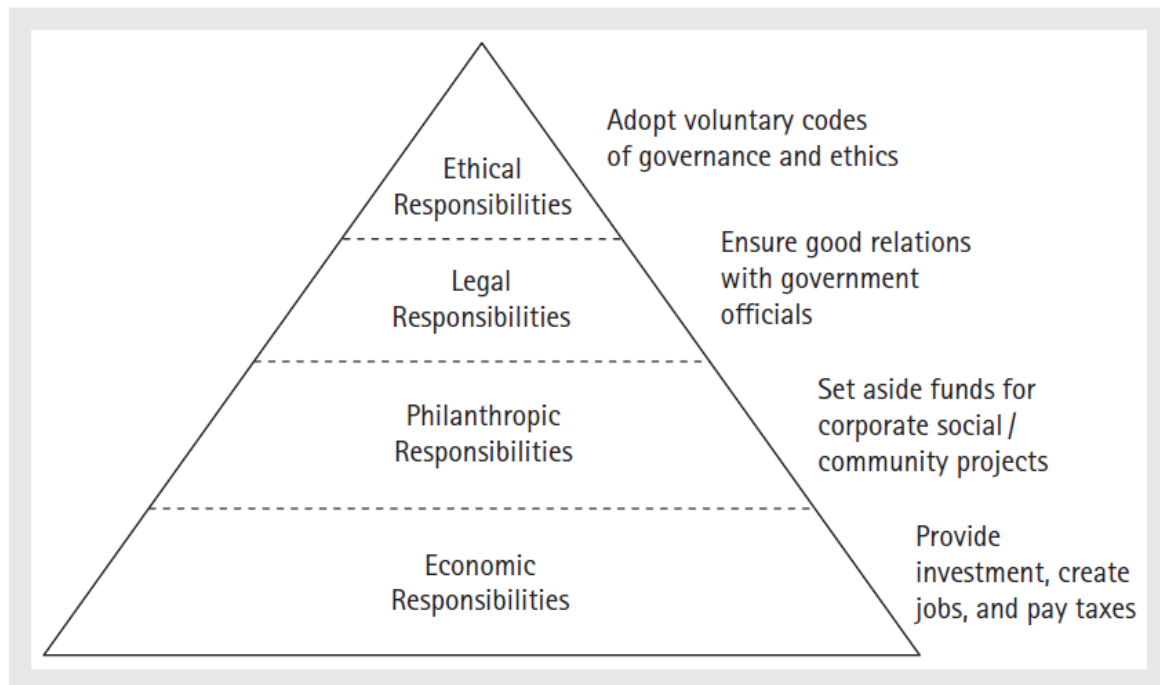 Adopt voluntary codes
of governance and ethics
Ethical
Responsibilities
Ensure good relations
with government
officials
Legal
Responsibilities
Set aside funds for
corporate social /
community projects
Philanthropic
Responsibilities
Provide
investment, create
jobs, and pay taxes
Economic
Responsibilities